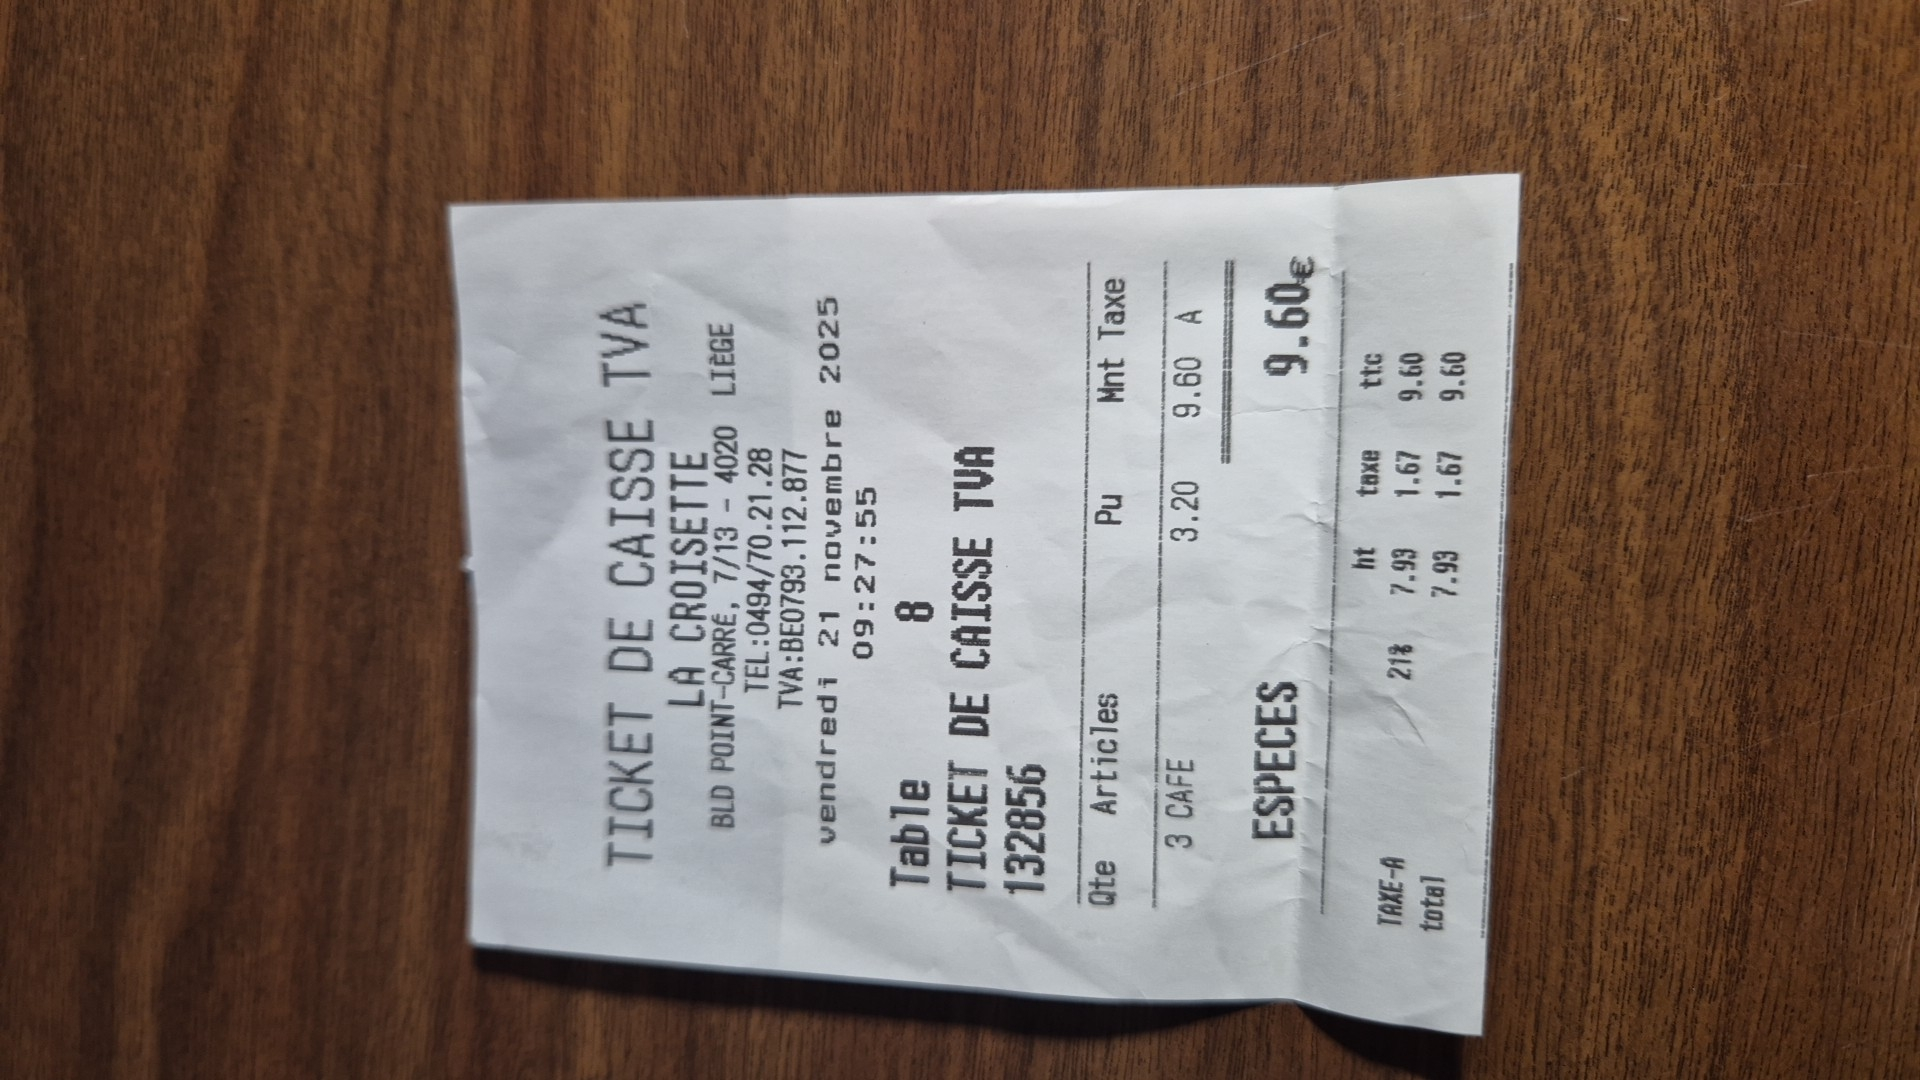 TICKET DE CAISSE TVA
LA CROISETTE
BLD POINT-CARRÉ, 7/13 - 4020 LIÈGE
TEL:0494/70.21.28
TVA:BE0793.112.877
vendredi 21 novembre 2025
09:27:55
Table 8
TICKET DE CAISSE TVA
132856
Qte Articles Pu Mnt Taxe
3 CAFE 3.20 9.60 A
ESPECES 9.60€
ht taxe ttc
TAXE-A 21% 7.93 1.67 9.60
total 7.93 1.67 9.60